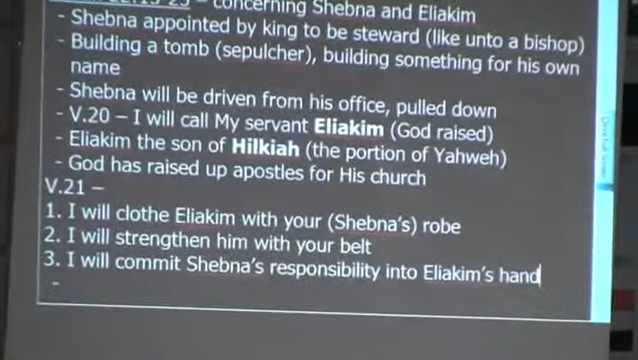 concerning Shebna and Eliakim
- Shebna appointed by king to be steward (like unto a bishop)
- Building a tomb (sepulcher), building something for his own
name
- Shebna will be driven from his office, pulled down
- V.20 – I will call My servant Eliakim (God raised)
- Eliakim the son of Hilkiah (the portion of Yahweh)
- God has raised up apostles for His church
V.21 –
1. I will clothe Eliakim with your (Shebna's) robe
2. I will strengthen him with your belt
3. I will commit Shebna's responsibility into Eliakim's hand
-